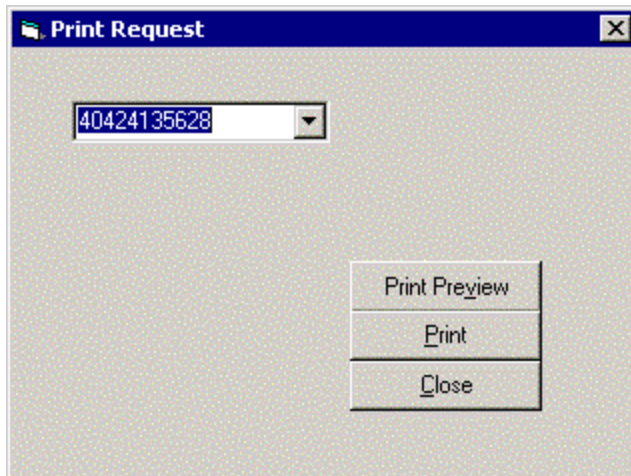 Print Request
40424135628
Print Preview
Print
Close